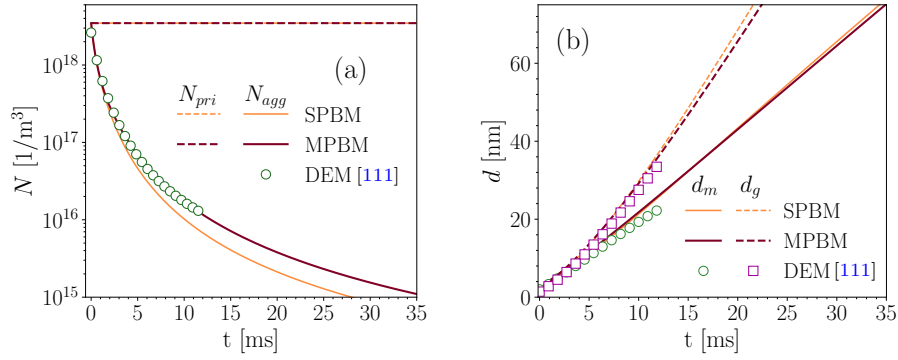 (a)
N [1/m³]
10¹⁸
10¹⁷
10¹⁶
10¹⁵
N_pri N_agg
SPBM
MPBM
DEM [111]
0 5 10 15 20 25 30 35
t [ms]
(b)
d [nm]
60
40
20
0
d_m d_g
SPBM
MPBM
DEM [111]
0 5 10 15 20 25 30 35
t [ms]